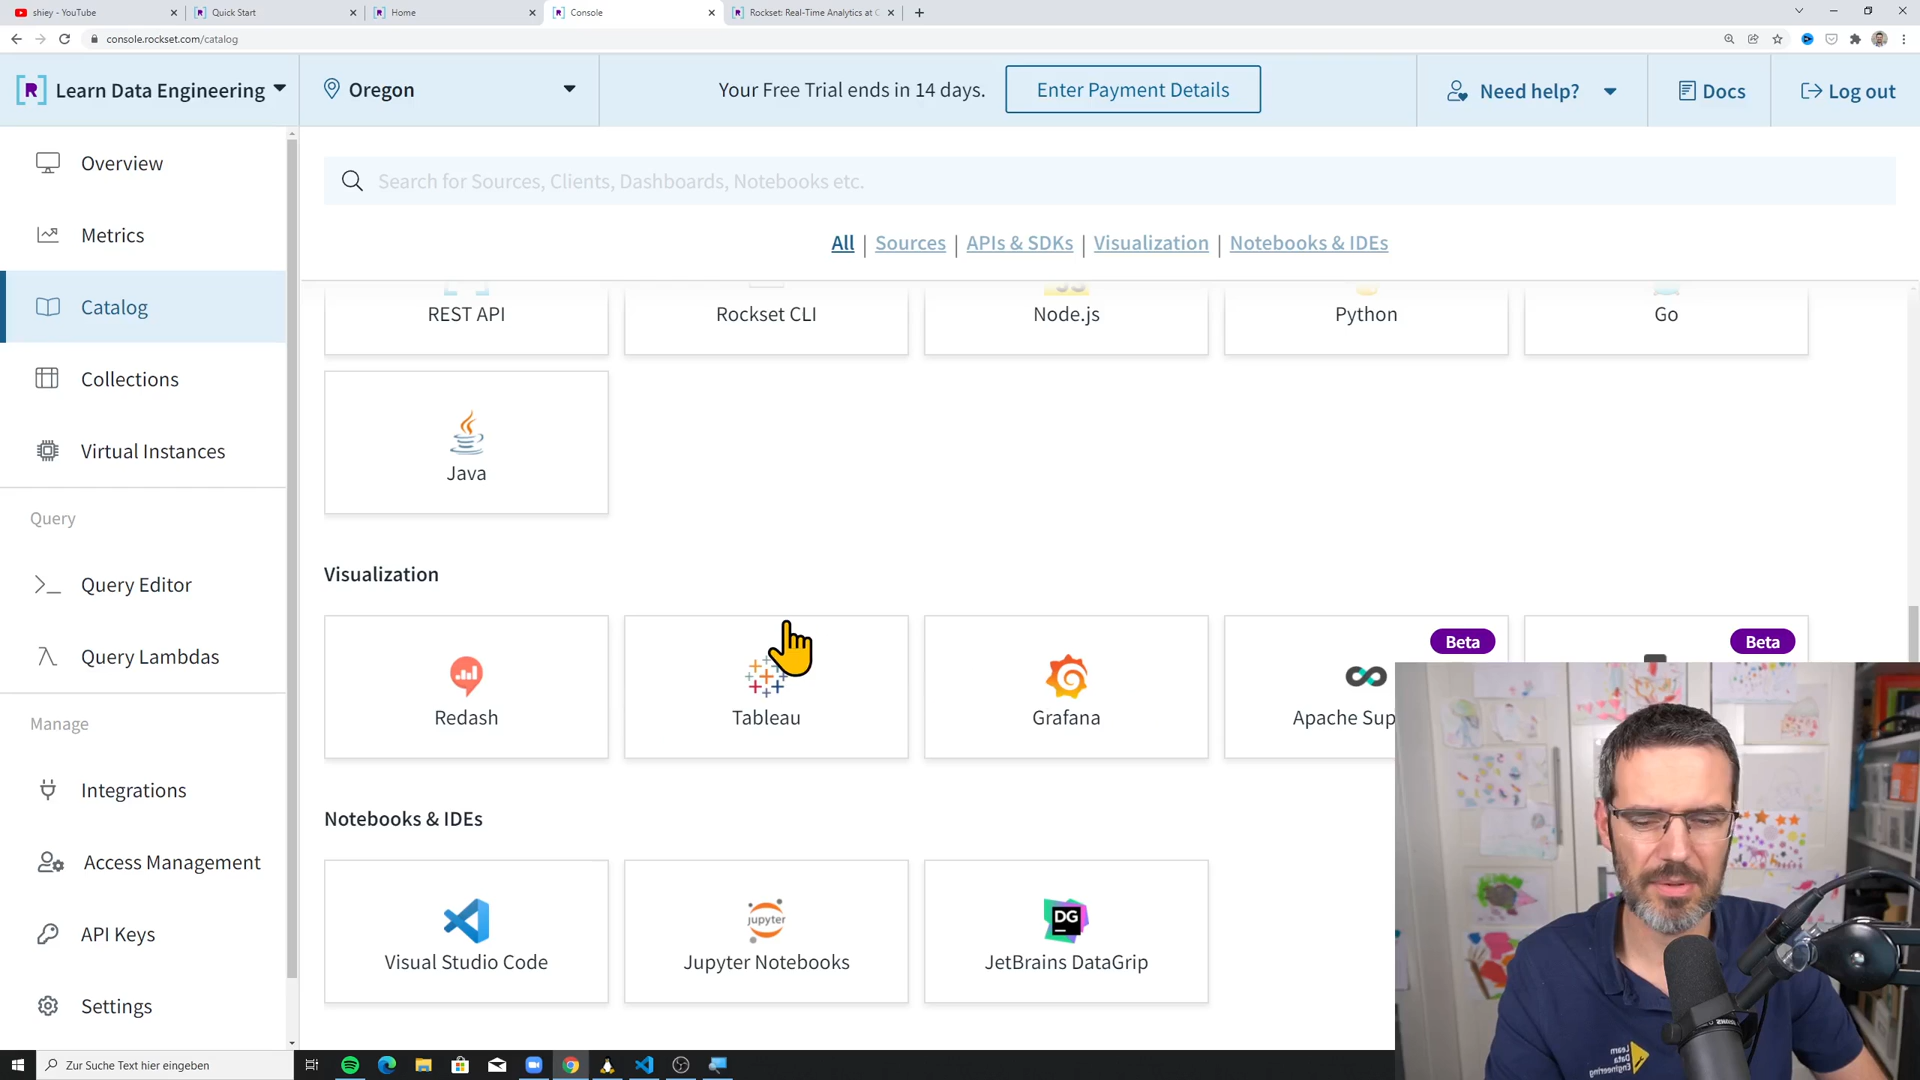 shiey - YouTube
Quick Start
Home
Console
Rockset: Real-Time Analytics at C
console.rockset.com/catalog
[R] Learn Data Engineering
Oregon
Your Free Trial ends in 14 days.
Enter Payment Details
Need help?
Docs
Log out
Overview
Metrics
Catalog
Collections
Virtual Instances
Query
Query Editor
Query Lambdas
Manage
Integrations
Access Management
API Keys
Settings
Search for Sources, Clients, Dashboards, Notebooks etc.
All | Sources | APIs & SDKs | Visualization | Notebooks & IDEs
REST API
Rockset CLI
Node.js
Python
Go
Java
Visualization
Redash
Tableau
Grafana
Beta
Apache Sup
Beta
Notebooks & IDEs
Visual Studio Code
jupyter
Jupyter Notebooks
DG
JetBrains DataGrip
Learn
Data
Engineering
Zur Suche Text hier eingeben